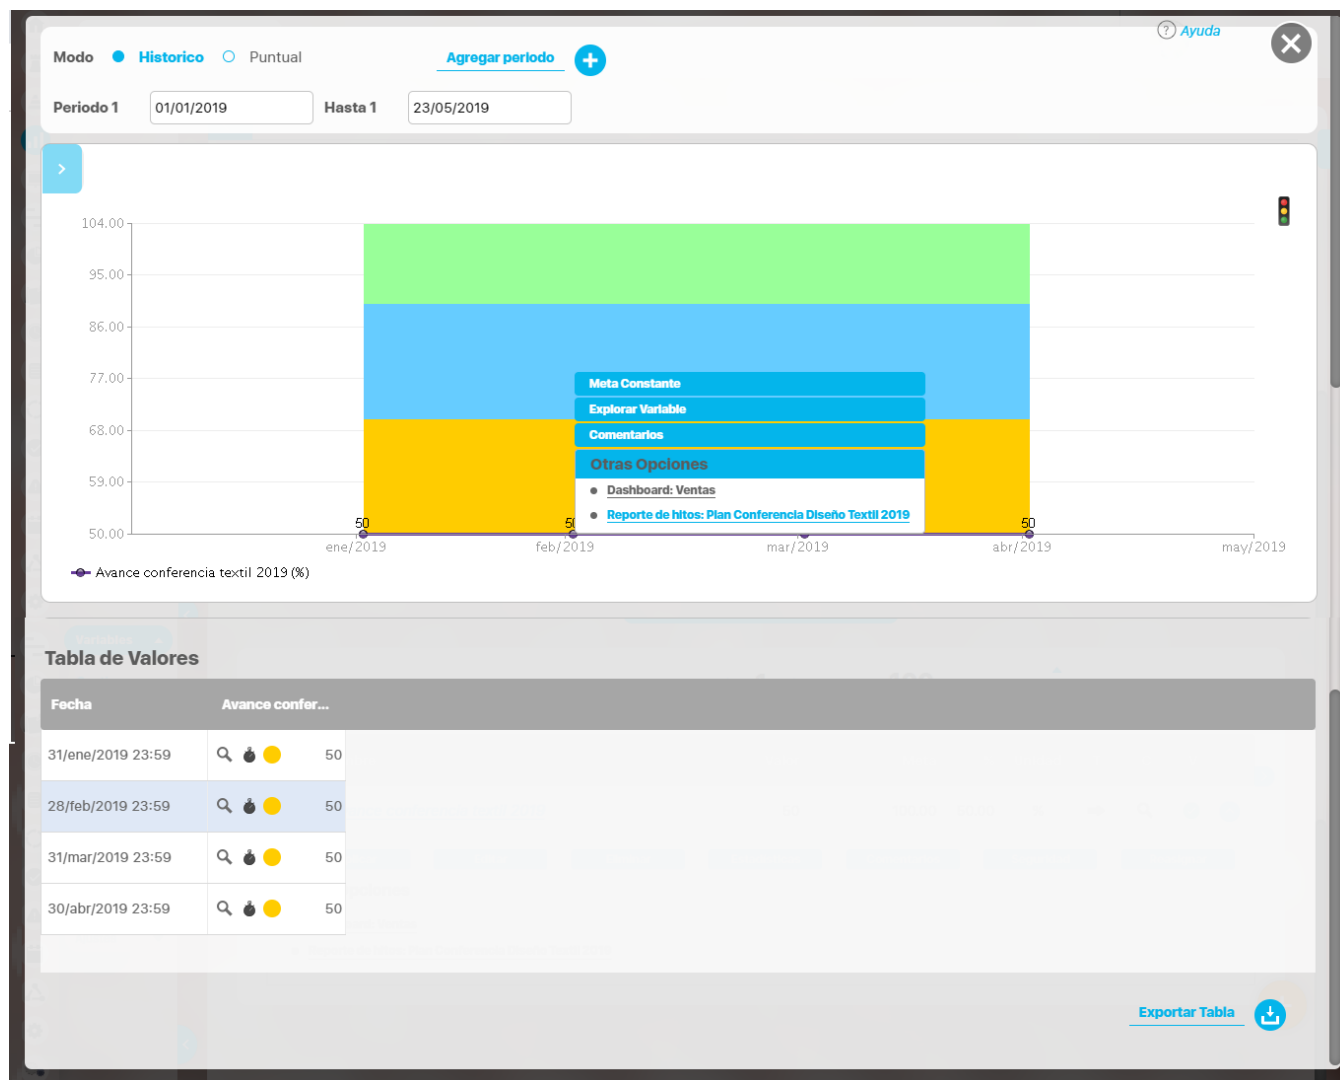 Ayuda
Modo Historico Puntual Agregar periodo
Periodo 1 01/01/2019 Hasta 1 23/05/2019
104.00
95.00
86.00
77.00
68.00
59.00
50.00
Meta Constante
Explorar Variable
Comentarios
Otras Opciones
Dashboard: Ventas
Reporte de hitos: Plan Conferencia Diseño Textil 2019
50 50 50
ene/2019 feb/2019 mar/2019 abr/2019 may/2019
Avance conferencia textil 2019 (%)
Tabla de Valores
Fecha Avance confer...
31/ene/2019 23:59 50
28/feb/2019 23:59 50
31/mar/2019 23:59 50
30/abr/2019 23:59 50
Exportar Tabla